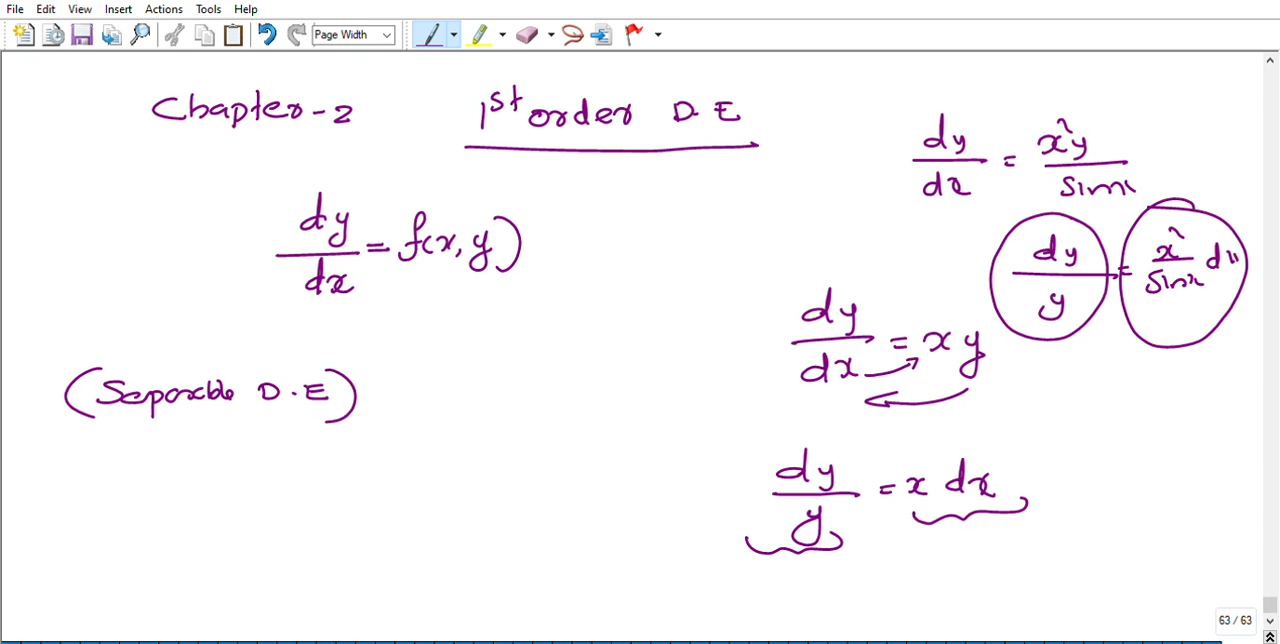 File Edit View Insert Actions Tools Help
Page Width
Chapter-2 1st order D.E
dy/dx = f(x, y)
(Separable D.E)
dy/dx = x²y/sinx
dy/y = x²/sinx dx
dy/dx = xy
dy/y = x dx
63 / 63